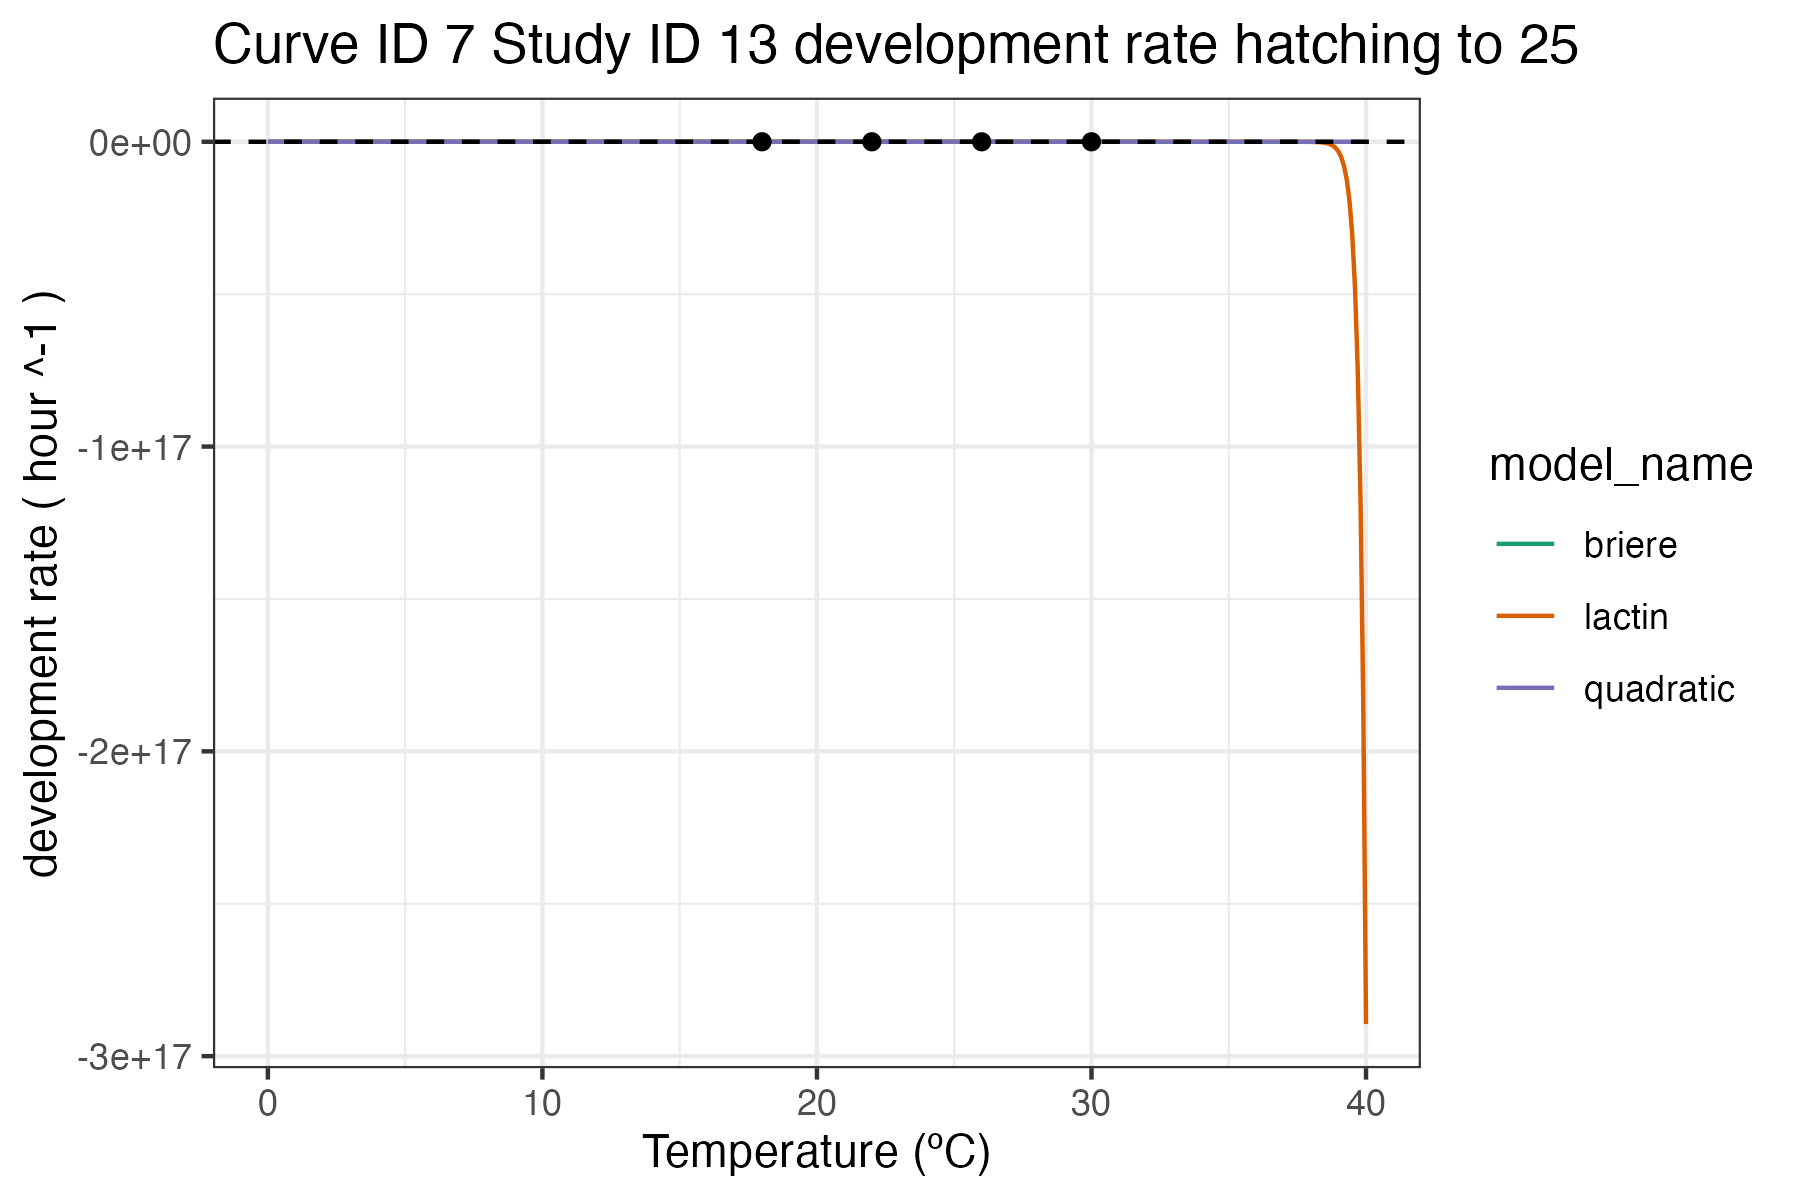 Curve ID 7 Study ID 13 development rate hatching to 25
development rate ( hour ^-1 )
0e+00
-1e+17
-2e+17
-3e+17
0 10 20 30 40
Temperature (ºC)
model_name
briere
lactin
quadratic